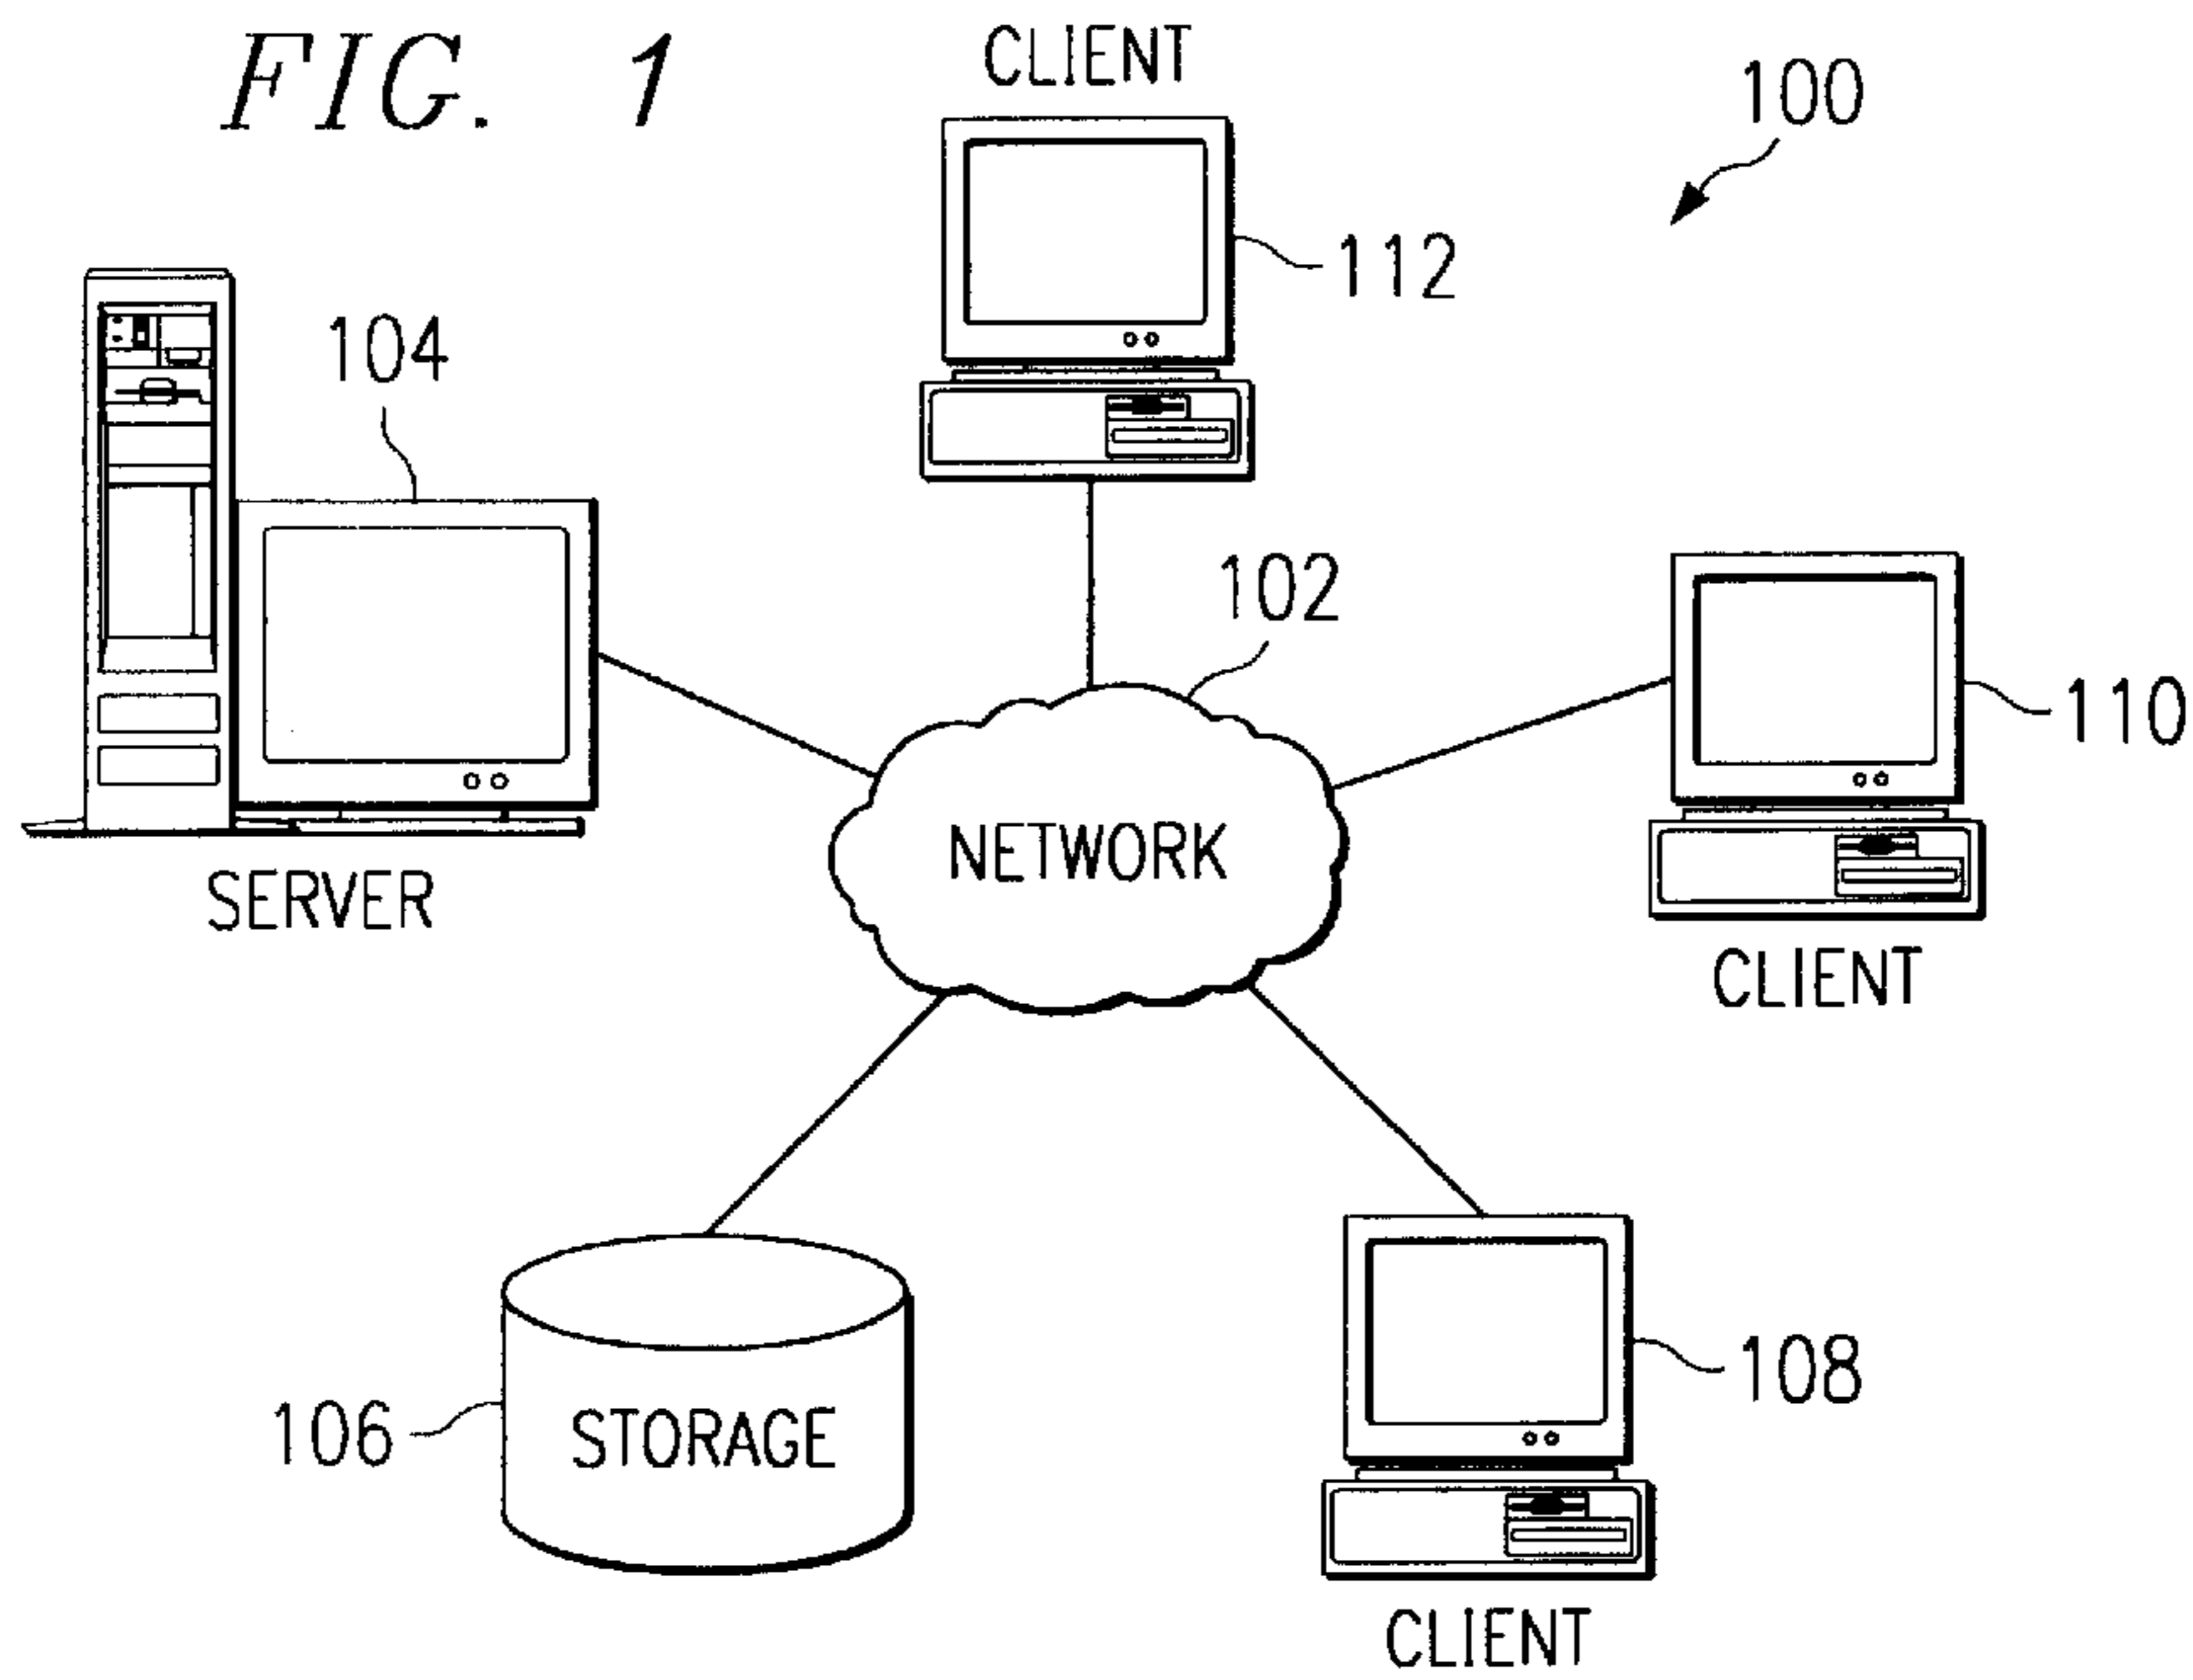 FIG. 1
CLIENT
100
112
104
102
110
NETWORK
SERVER
CLIENT
108
106
STORAGE
CLIENT